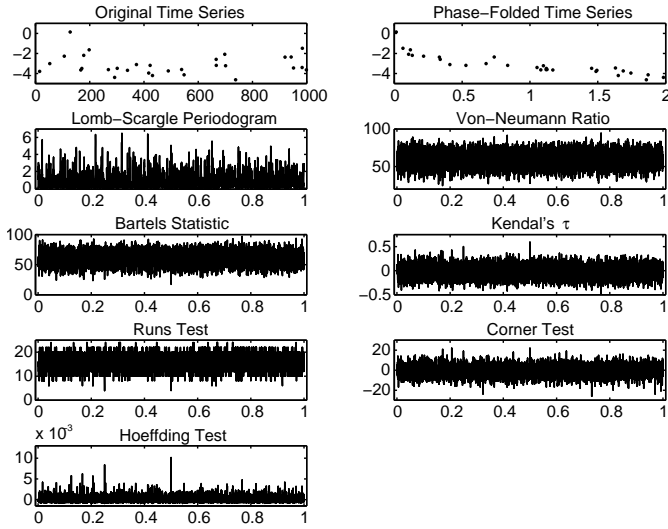 Original Time Series
0
−2
−4
0 200 400 600 800 1000
Phase−Folded Time Series
0
−2
−4
0 0.5 1 1.5 2
Lomb−Scargle Periodogram
6
4
2
0
0 0.2 0.4 0.6 0.8 1
Von−Neumann Ratio
100
50
0 0.2 0.4 0.6 0.8 1
Bartels Statistic
100
50
0
0 0.2 0.4 0.6 0.8 1
Kendal's τ
0.5
0
−0.5
0 0.2 0.4 0.6 0.8 1
Runs Test
20
10
0
0 0.2 0.4 0.6 0.8 1
Corner Test
20
0
−20
0 0.2 0.4 0.6 0.8 1
x 10⁻³
Hoeffding Test
10
5
0
0 0.2 0.4 0.6 0.8 1